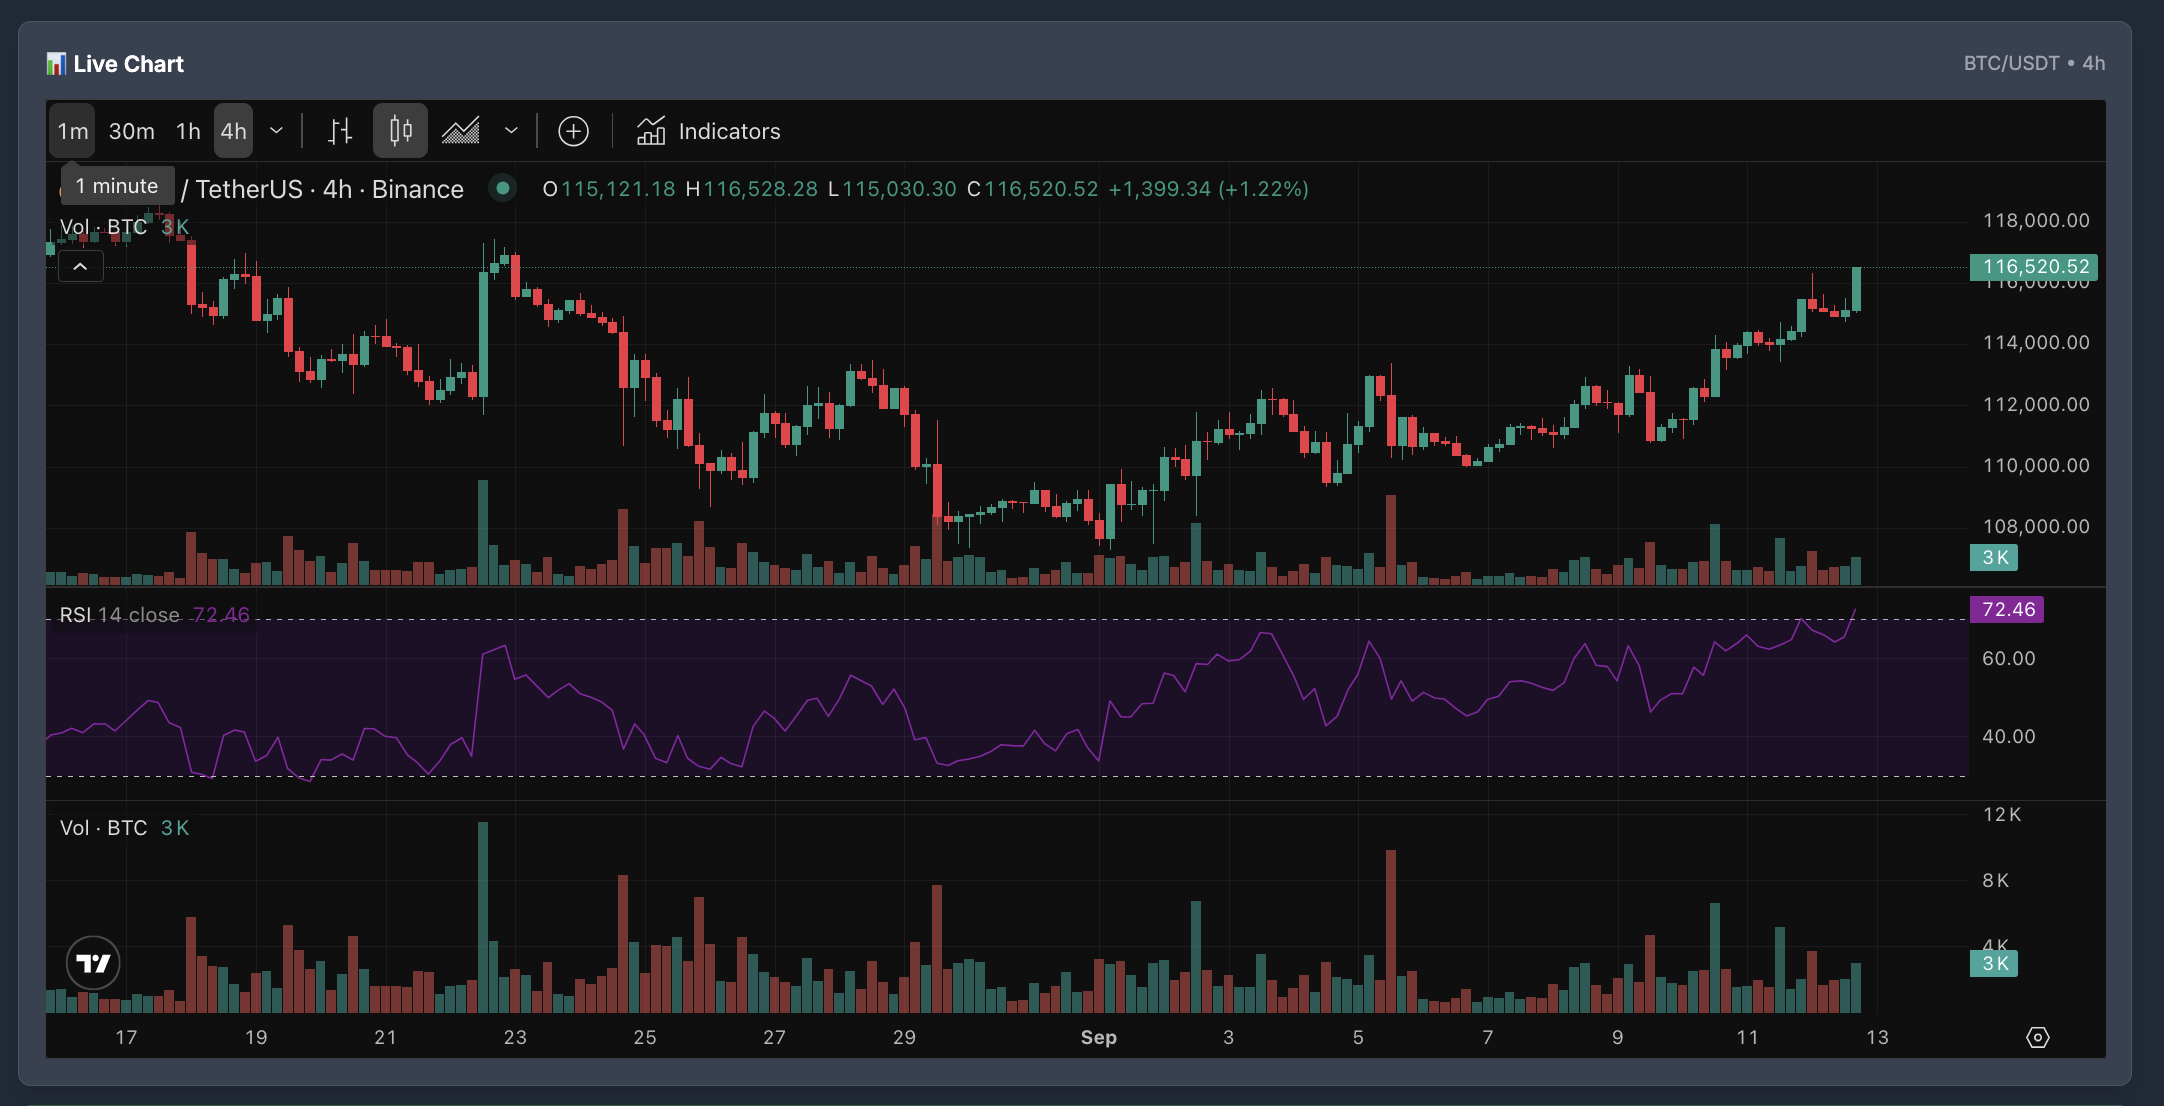 Live Chart
BTC/USDT • 4h
1m 30m 1h 4h Indicators
1 minute / TetherUS · 4h · Binance O115,121.18 H116,528.28 L115,030.30 C116,520.52 +1,399.34 (+1.22%)
Vol · BTC 3K
118,000.00
116,520.52
116,000.00
114,000.00
112,000.00
110,000.00
108,000.00
3K
RSI 14 close 72.46
72.46
60.00
40.00
Vol · BTC 3K
12K
8K
4K
3K
17 19 21 23 25 27 29 Sep 3 5 7 9 11 13